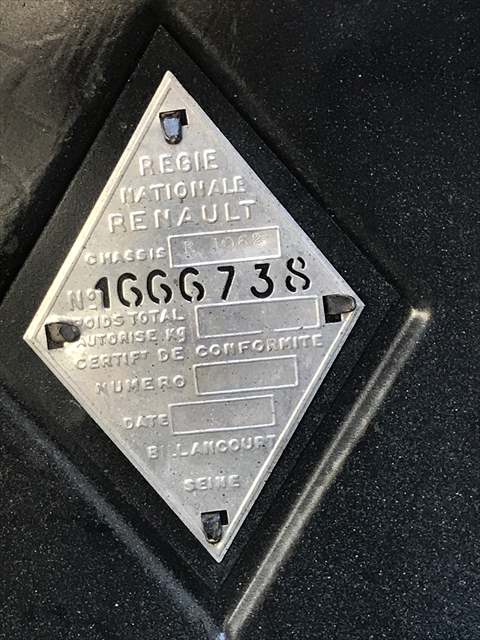 REGIE
NATIONALE
RENAULT
CHASSIS R 1062
Nº 1666738
POIDS TOTAL
AUTORISE KG
CERTIFT DE CONFORMITE
NUMERO
DATE
BILLANCOURT
SEINE